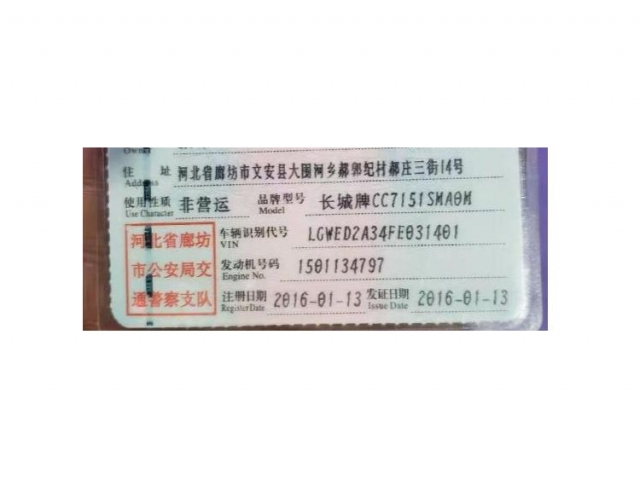 住 址 河北省廊坊市文安县大围河乡郝郭纪村郝庄三街14号
Address
使用性质 非营运 品牌型号 长城牌CC7151SMA0M
Use Character Model
河北省廊坊 车辆识别代号 LGWED2A34FE031401
VIN
市公安局交 发动机号码 1501134797
Engine No.
通警察支队 注册日期 2016-01-13 发证日期 2016-01-13
Register Date Issue Date